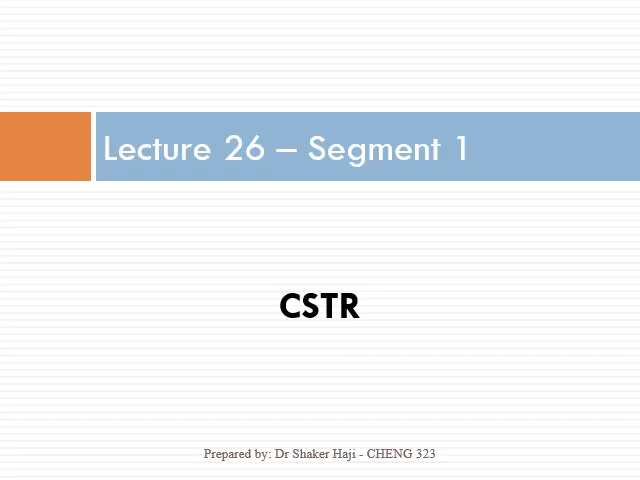 Lecture 26 – Segment 1
CSTR
Prepared by: Dr Shaker Haji - CHENG 323